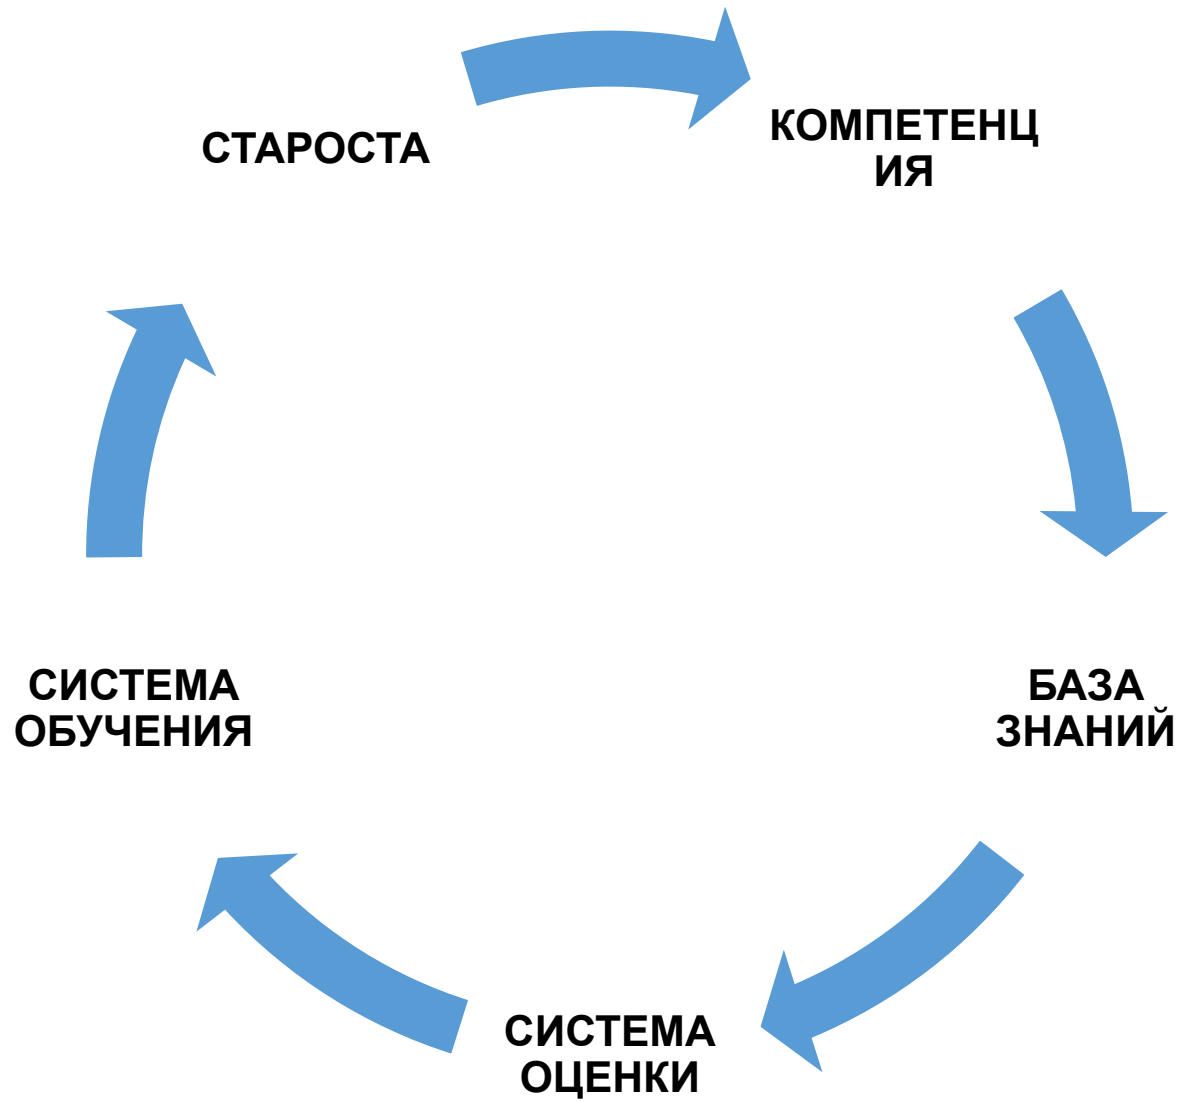 СТАРОСТА
КОМПЕТЕНЦ
ИЯ
БАЗА
ЗНАНИЙ
СИСТЕМА
ОЦЕНКИ
СИСТЕМА
ОБУЧЕНИЯ